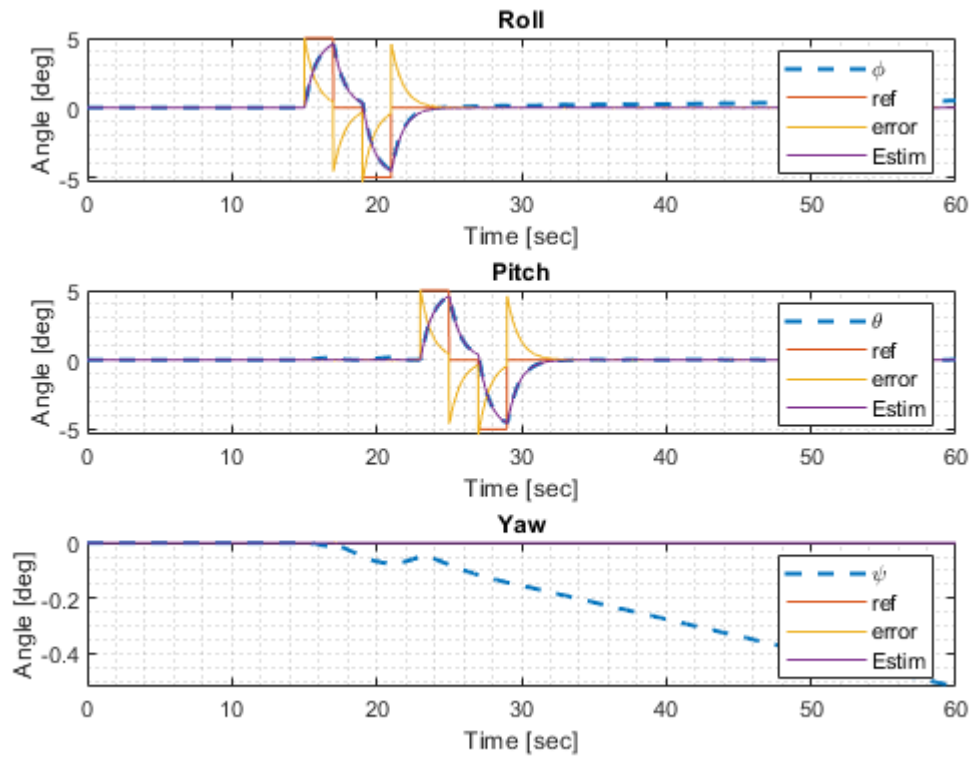 Roll
Angle [deg]
5
0
-5
ϕ
ref
error
Estim
0 10 20 30 40 50 60
Time [sec]
Pitch
Angle [deg]
5
0
-5
θ
ref
error
Estim
0 10 20 30 40 50 60
Time [sec]
Yaw
Angle [deg]
0
-0.2
-0.4
ψ
ref
error
Estim
0 10 20 30 40 50 60
Time [sec]